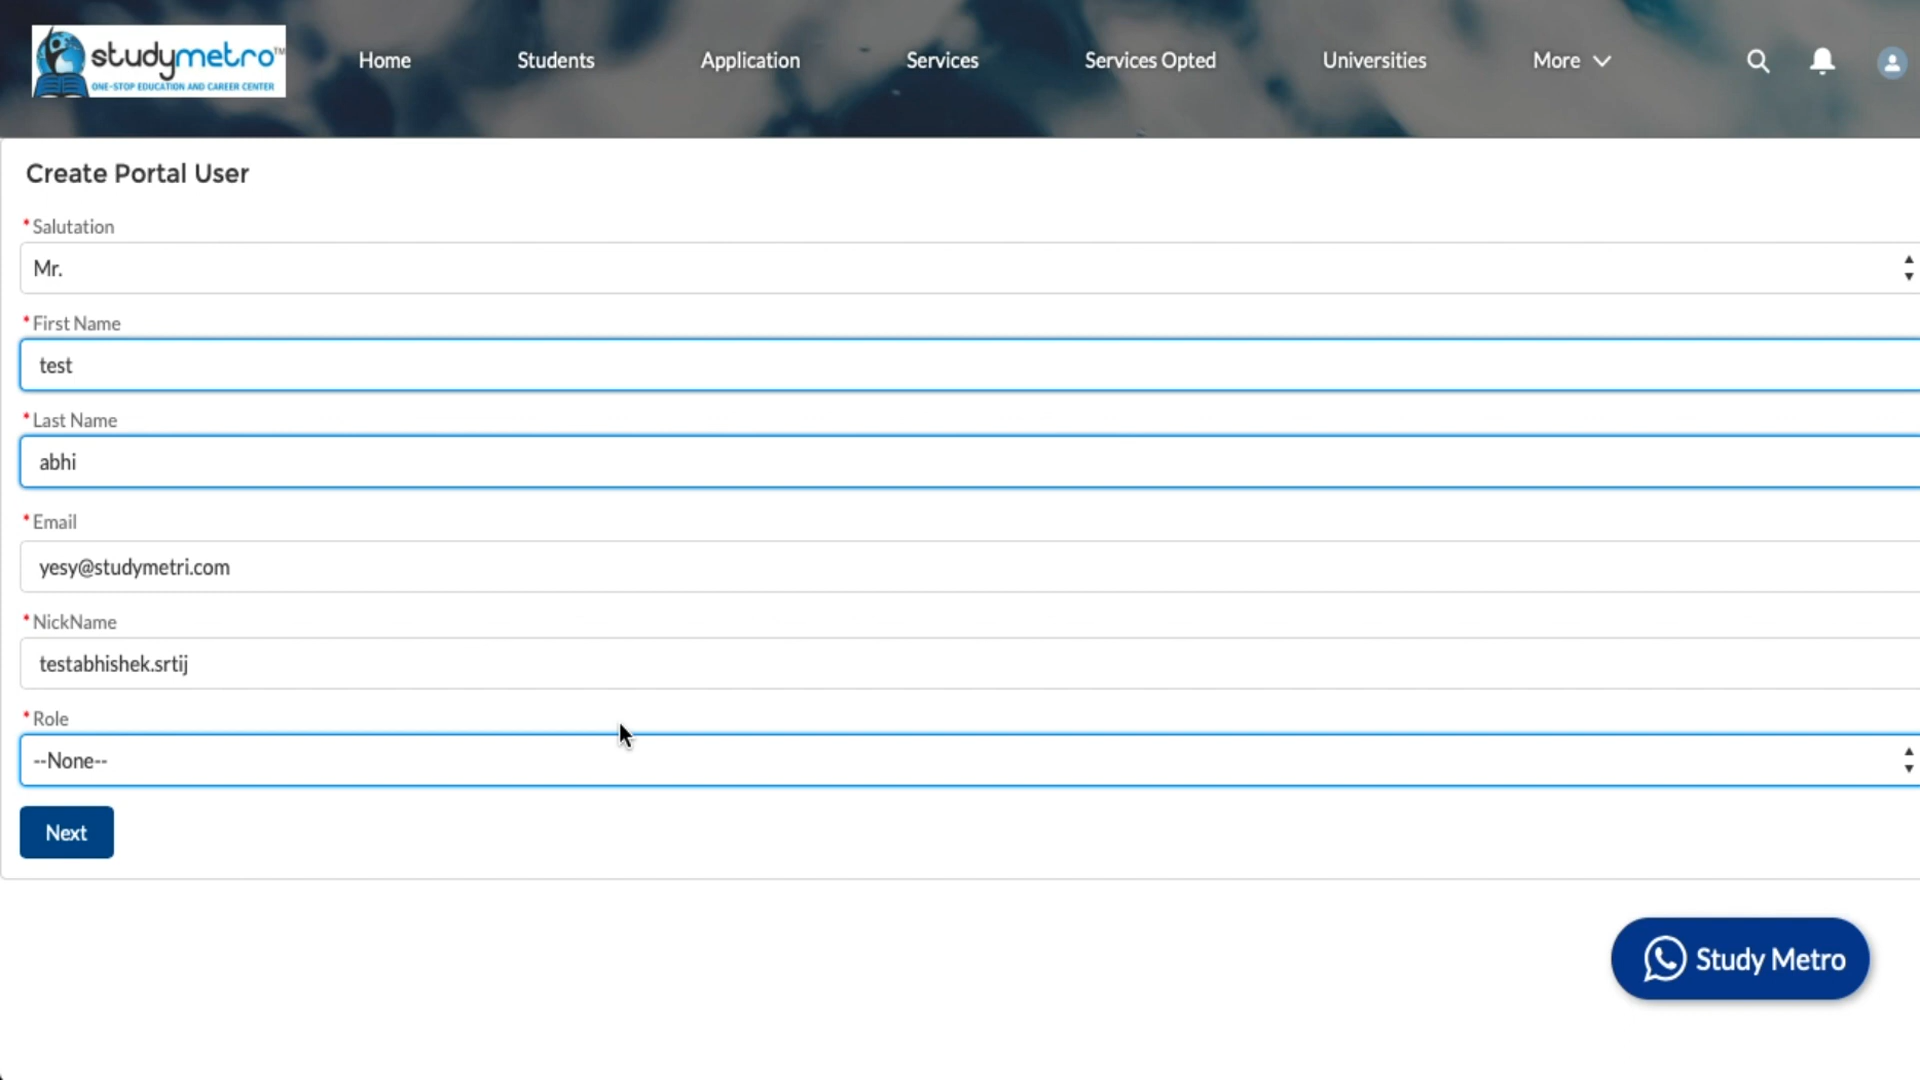 studymetro™
ONE-STOP EDUCATION AND CAREER CENTER
Home
Students
Application
Services
Services Opted
Universities
More
Create Portal User
*Salutation
Mr.
*First Name
test
*Last Name
abhi
*Email
yesy@studymetri.com
*NickName
testabhishek.srtij
*Role
--None--
Next
Study Metro